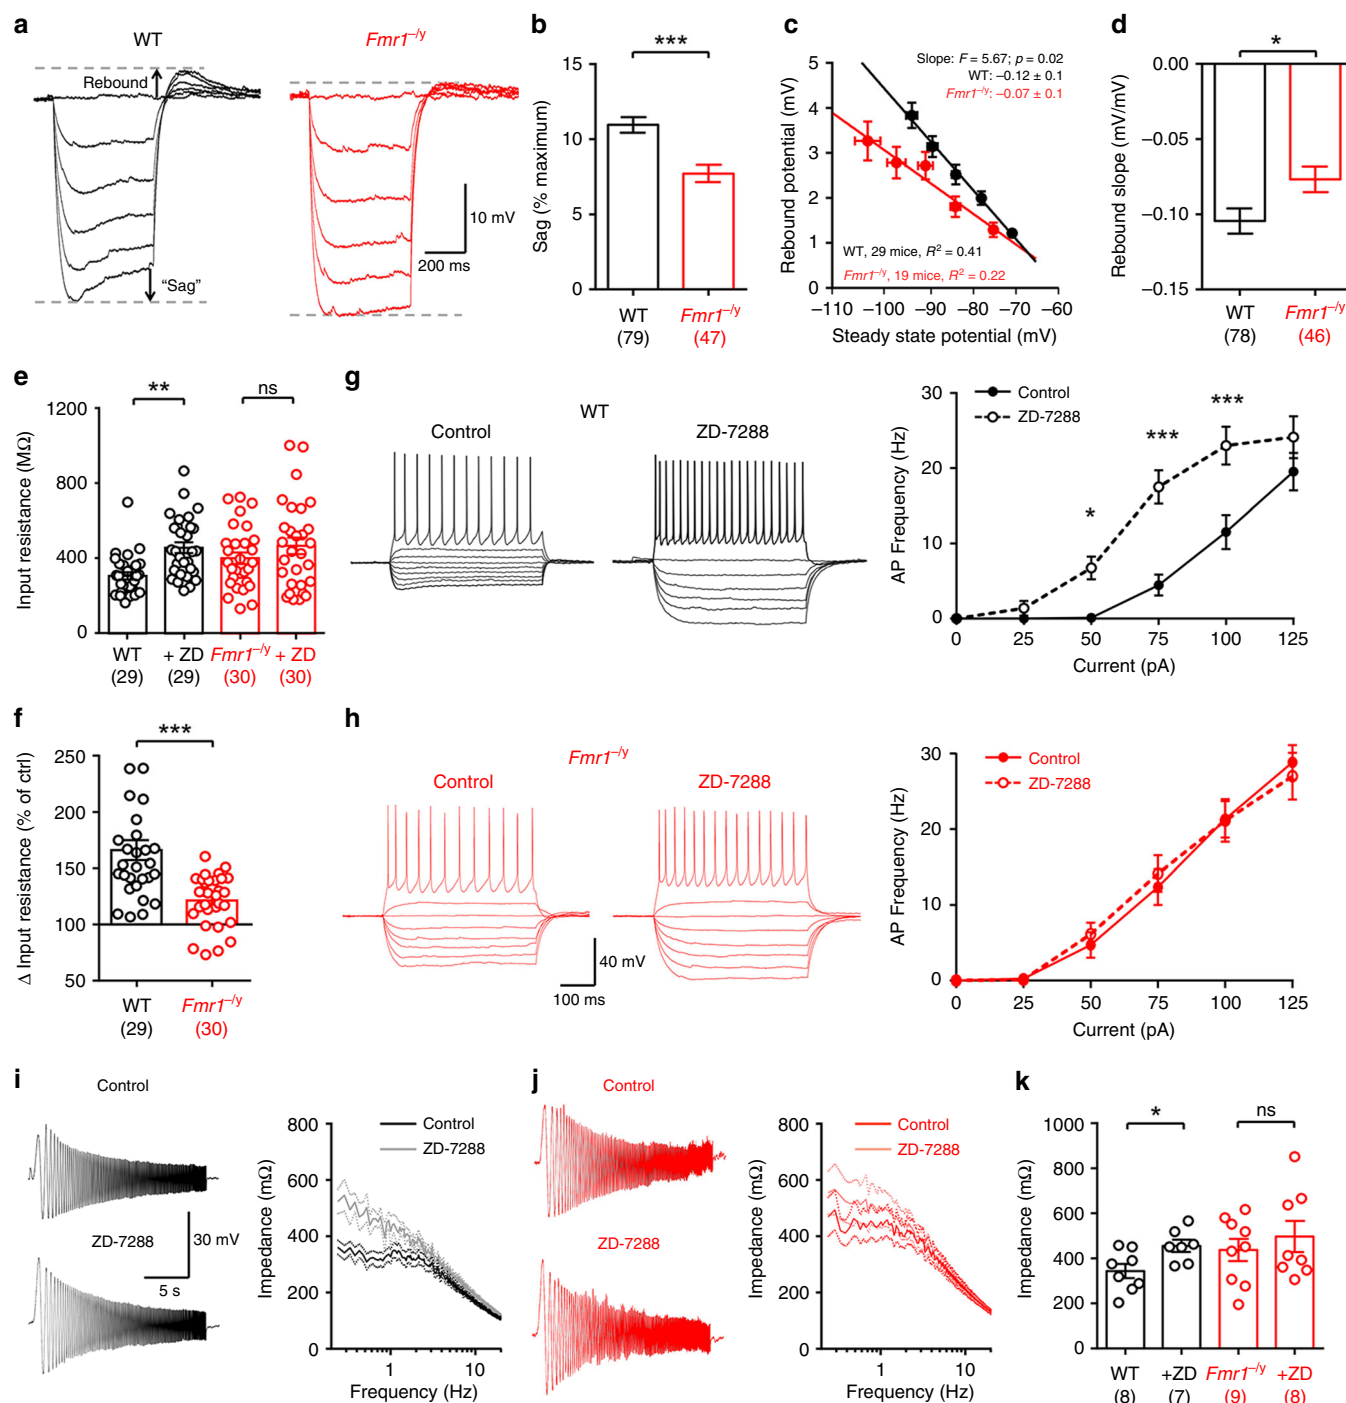 a
WT
Fmr1–/y
Rebound
"Sag"
10 mV
200 ms
b
***
Sag (% maximum)
15
10
5
0
WT
(79)
Fmr1–/y
(47)
c
Slope: F = 5.67; p = 0.02
WT: –0.12 ± 0.1
Fmr1–/y: –0.07 ± 0.1
Rebound potential (mV)
5
4
3
2
1
0
WT, 29 mice, R2 = 0.41
Fmr1–/y, 19 mice, R2 = 0.22
–110 –100 –90 –80 –70 –60
Steady state potential (mV)
d
*
Rebound slope (mV/mV)
0.00
–0.05
–0.10
–0.15
WT
(78)
Fmr1–/y
(46)
e
**
ns
Input resistance (MΩ)
1200
800
400
0
WT + ZD Fmr1–/y + ZD
(29) (29) (30) (30)
g
WT
Control
ZD-7288
Control
ZD-7288
*
***
***
AP Frequency (Hz)
30
20
10
0
0 25 50 75 100 125
Current (pA)
f
***
Δ Input resistance (% of ctrl)
250
200
150
100
50
WT
(29)
Fmr1–/y
(30)
h
Fmr1–/y
Control
ZD-7288
40 mV
100 ms
Control
ZD-7288
AP Frequency (Hz)
30
20
10
0
0 25 50 75 100 125
Current (pA)
i
Control
ZD-7288
30 mV
5 s
Control
ZD-7288
Impedance (mΩ)
800
600
400
200
0
1 10
Frequency (Hz)
j
Control
ZD-7288
Control
ZD-7288
Impedance (mΩ)
800
600
400
200
0
1 10
Frequency (Hz)
k
*
ns
Impedance (mΩ)
1000
800
600
400
200
0
WT +ZD Fmr1–/y +ZD
(8) (7) (9) (8)